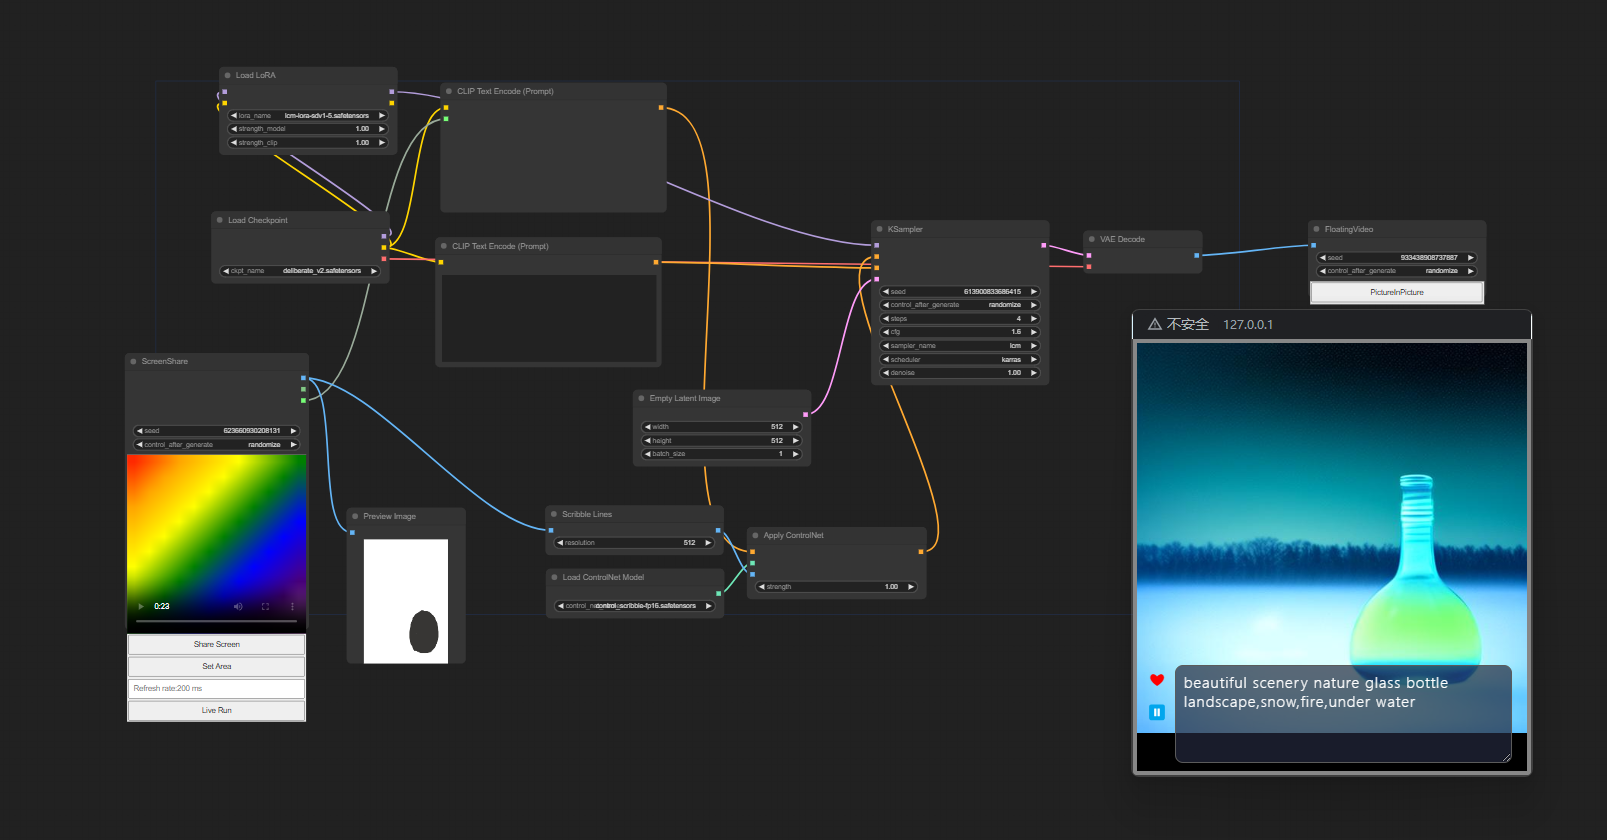 Load LoRA
lora_name lcm-lora-sdv1-5.safetensors
strength_model 1.00
strength_clip 1.00
CLIP Text Encode (Prompt)
Load Checkpoint
ckpt_name deliberate_v2.safetensors
CLIP Text Encode (Prompt)
KSampler
seed 613900833686415
control_after_generate randomize
steps 4
cfg 1.6
sampler_name lcm
scheduler karras
denoise 1.00
VAE Decode
FloatingVideo
seed 933438908737887
control_after_generate randomize
PictureInPicture
不安全 127.0.0.1
ScreenShare
seed 623660930208131
control_after_generate randomize
0:23
Share Screen
Set Area
Refresh rate:200 ms
Live Run
Empty Latent Image
width 512
height 512
batch_size 1
Preview Image
Scribble Lines
resolution 512
Load ControlNet Model
control_scribble-fp16.safetensors
Apply ControlNet
strength 1.00
beautiful scenery nature glass bottle
landscape,snow,fire,under water